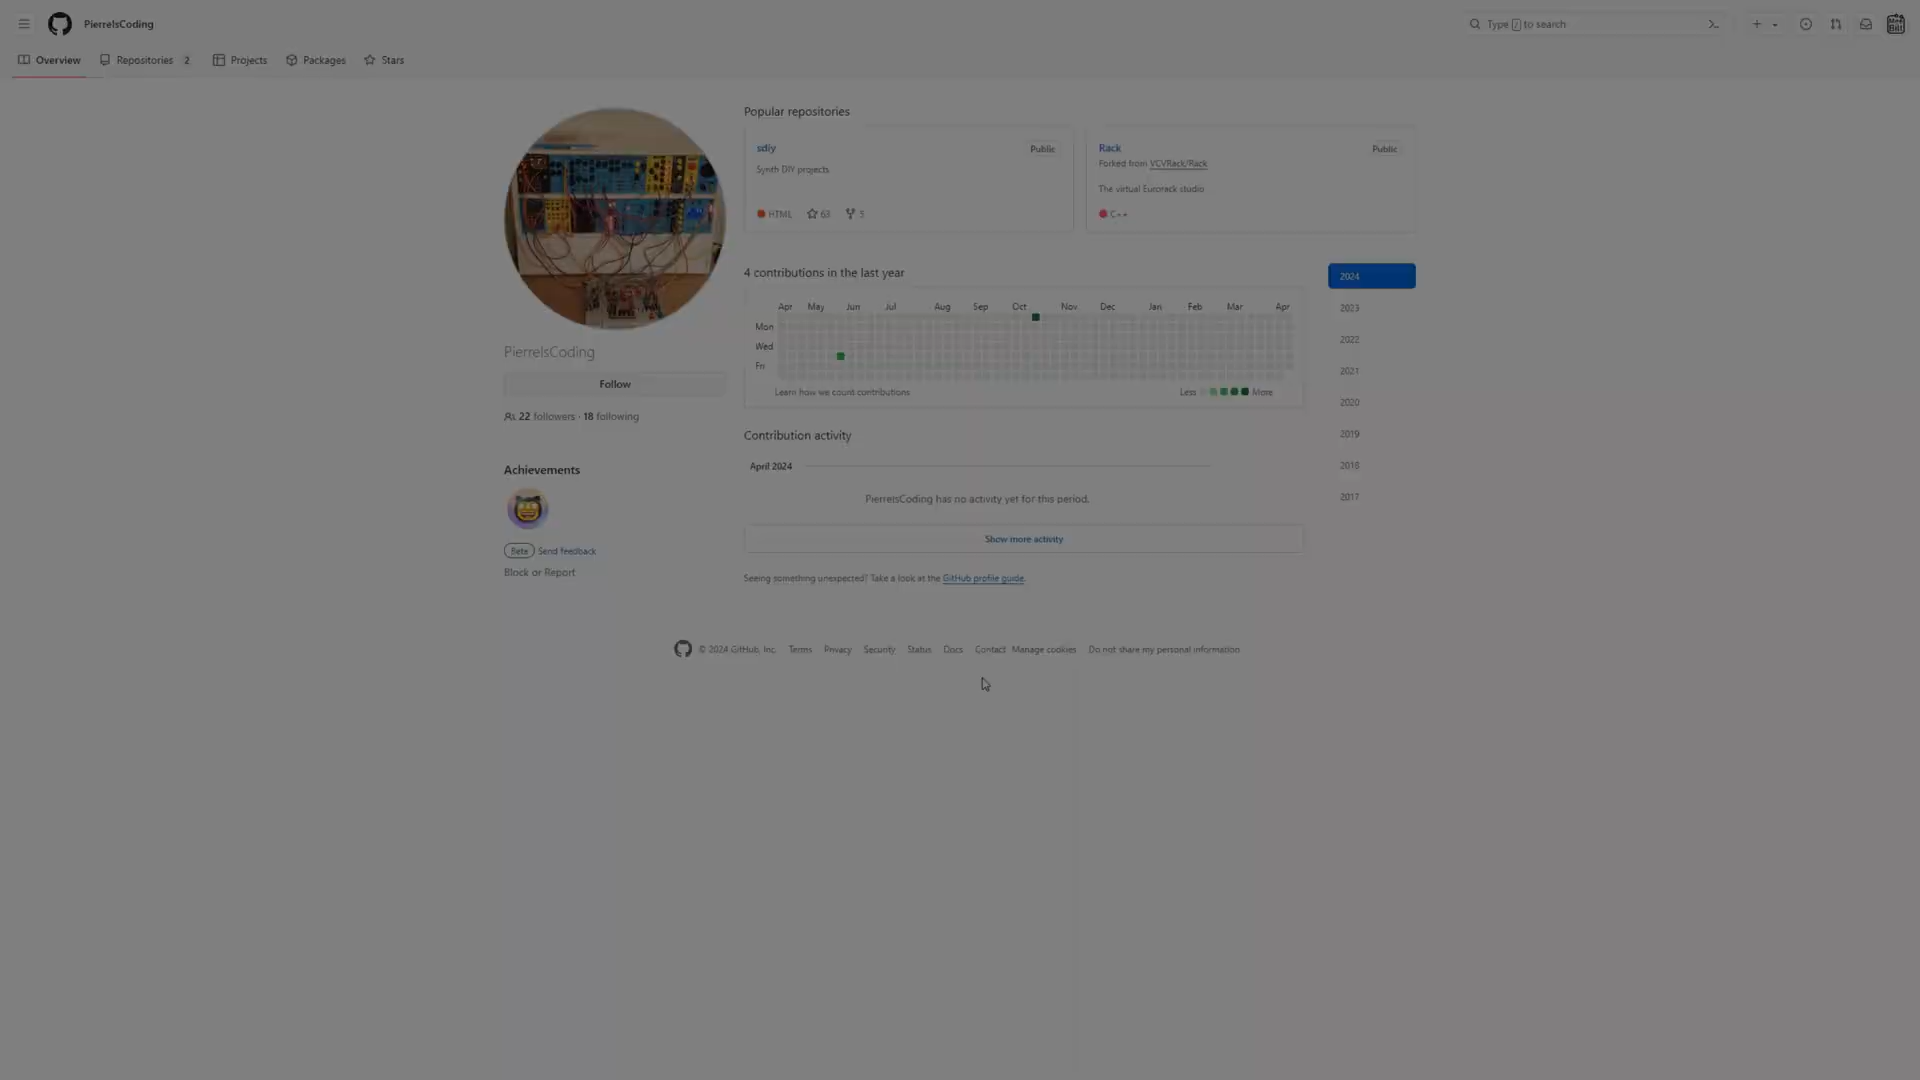 PierreIsCoding
Type / to search
Overview
Repositories 2
Projects
Packages
Stars
Popular repositories
sdiy
Public
Synth DIY projects
HTML
63
5
Rack
Public
Forked from VCVRack/Rack
The virtual Eurorack studio
C++
4 contributions in the last year
2024
2023
2022
2021
2020
2019
2018
2017
Apr May Jun Jul Aug Sep Oct Nov Dec Jan Feb Mar Apr
Mon
Wed
Fri
Learn how we count contributions
Less
More
PierreIsCoding
Follow
22 followers · 18 following
Achievements
Beta Send feedback
Block or Report
Contribution activity
April 2024
PierreIsCoding has no activity yet for this period.
Show more activity
Seeing something unexpected? Take a look at the GitHub profile guide.
© 2024 GitHub, Inc. Terms Privacy Security Status Docs Contact Manage cookies Do not share my personal information